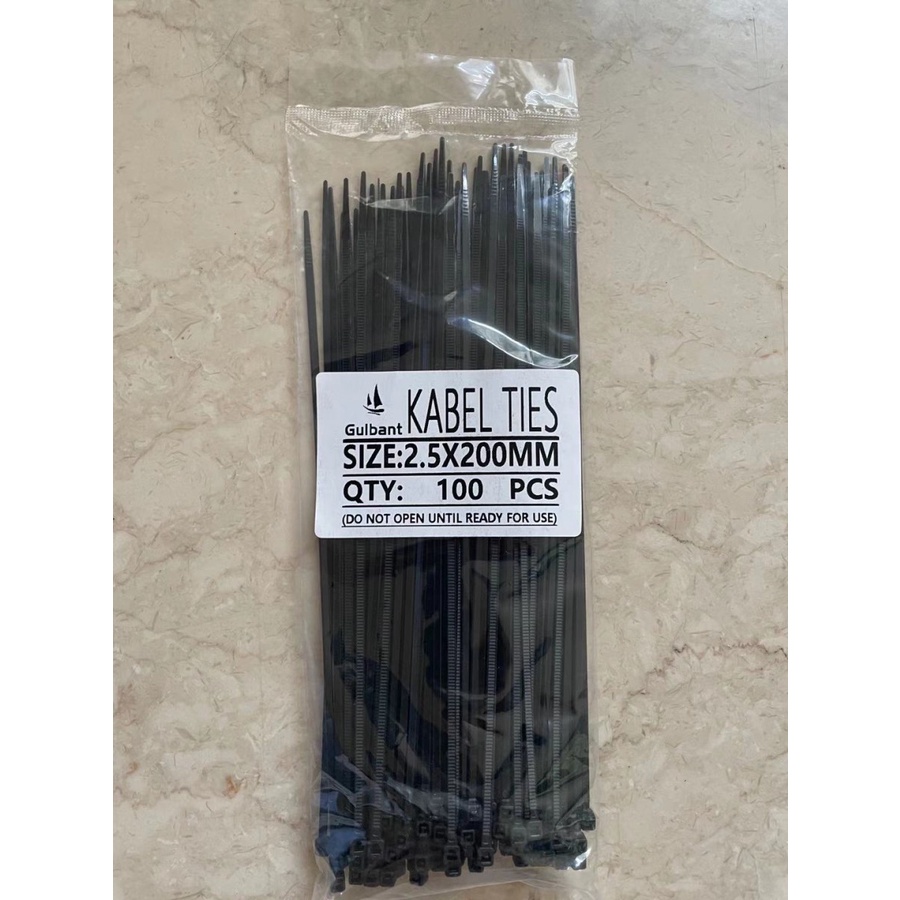 Gulbant KABEL TIES
SIZE:2.5X200MM
QTY: 100 PCS
(DO NOT OPEN UNTIL READY FOR USE)